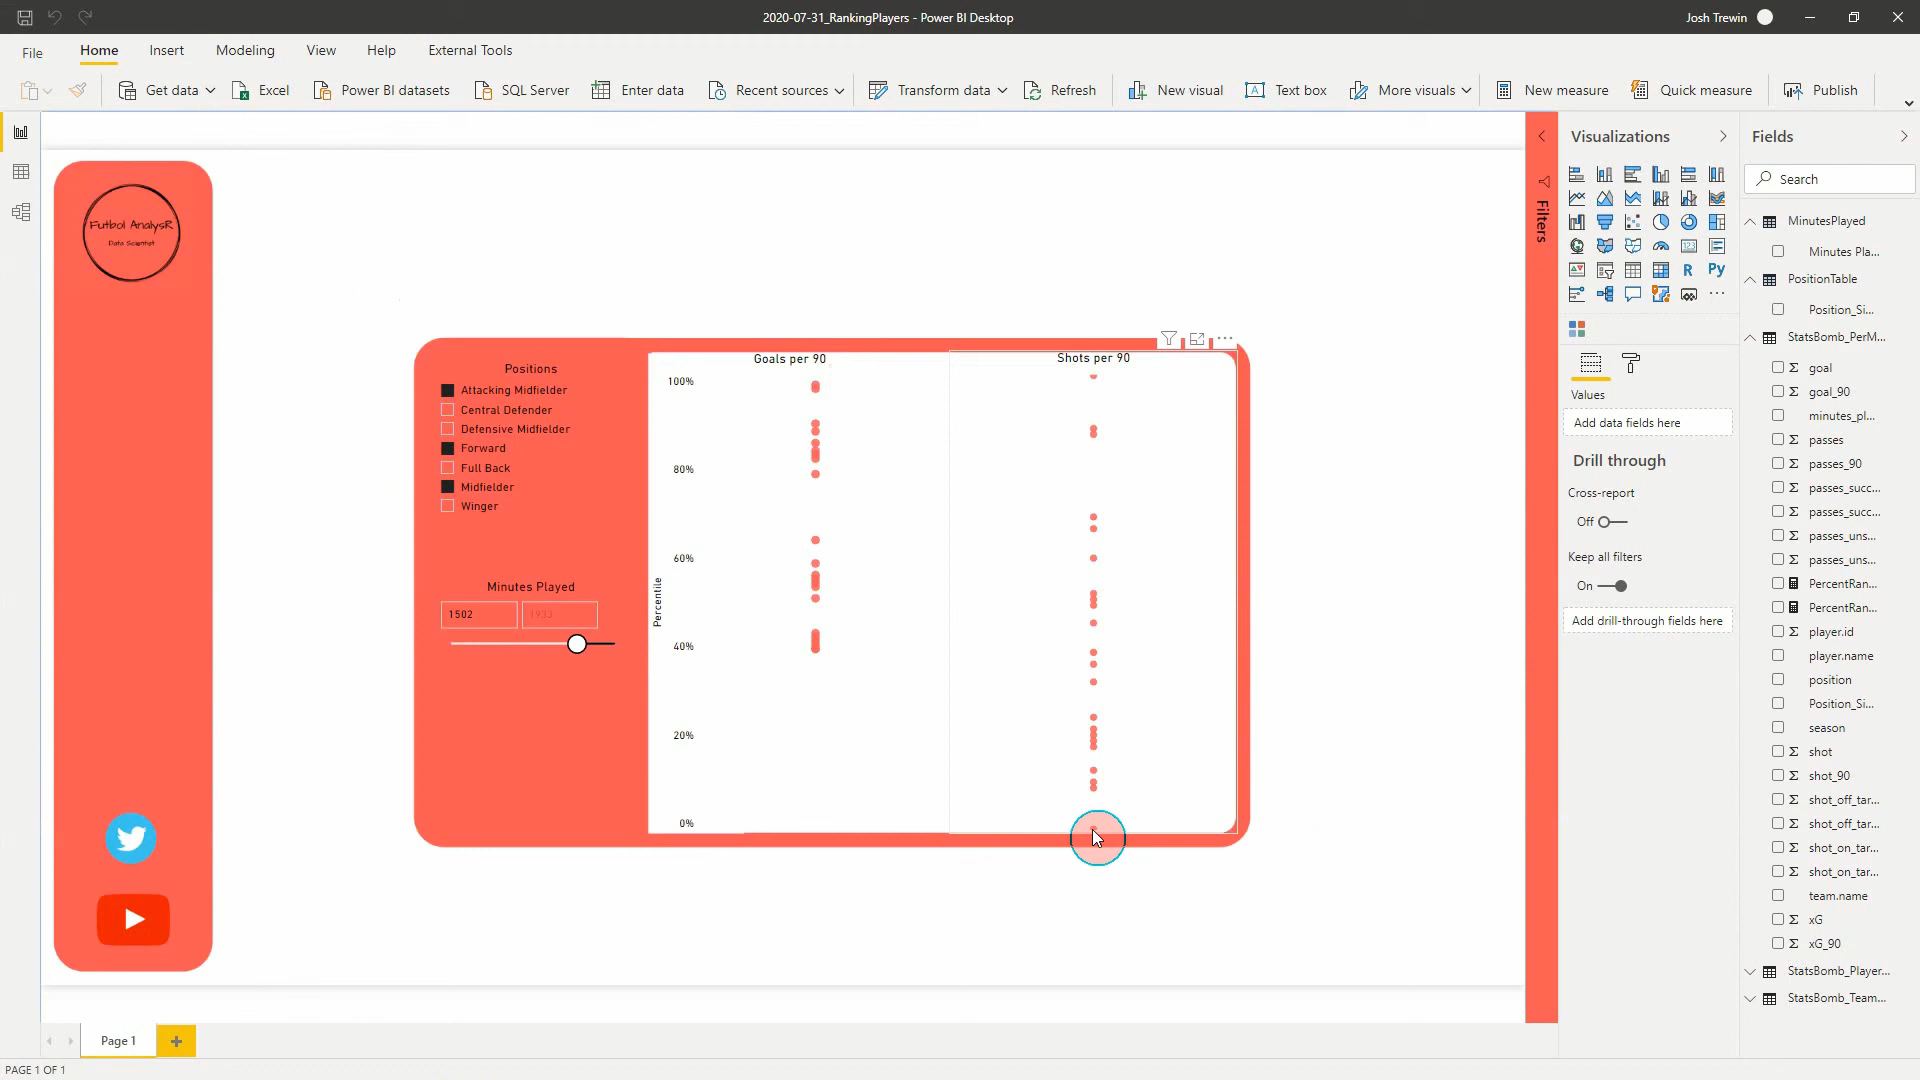 2020-07-31_RankingPlayers - Power BI Desktop
Josh Trewin
File
Home
Insert
Modeling
View
Help
External Tools
Get data
Excel
Power BI datasets
SQL Server
Enter data
Recent sources
Transform data
Refresh
New visual
Text box
More visuals
New measure
Quick measure
Publish
Futbol AnalysR
Data Scientist
Positions
Attacking Midfielder
Central Defender
Defensive Midfielder
Forward
Full Back
Midfielder
Winger
Minutes Played
1502
1933
Goals per 90
Shots per 90
100%
80%
60%
40%
20%
0%
Percentile
Filters
Visualizations
R
Py
123
Values
Add data fields here
Drill through
Cross-report
Off
Keep all filters
On
Add drill-through fields here
Fields
Search
MinutesPlayed
Minutes Pla...
PositionTable
Position_Si...
StatsBomb_PerM...
Σ goal
Σ goal_90
minutes_pl...
Σ passes
Σ passes_90
Σ passes_succ...
Σ passes_succ...
Σ passes_uns...
Σ passes_uns...
PercentRan...
PercentRan...
Σ player.id
player.name
position
Position_Si...
season
Σ shot
Σ shot_90
Σ shot_off_tar...
Σ shot_off_tar...
Σ shot_on_tar...
Σ shot_on_tar...
team.name
Σ xG
Σ xG_90
StatsBomb_Player...
StatsBomb_Team...
Page 1
PAGE 1 OF 1